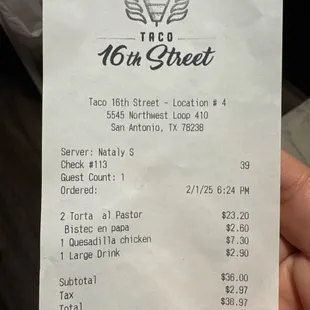 TACO
16th Street
Taco 16th Street - Location # 4
5545 Northwest Loop 410
San Antonio, TX 78238
Server: Nataly S
Check #113 39
Guest Count: 1
Ordered: 2/1/25 6:24 PM
2 Torta al Pastor $23.20
Bistec en papa $2.60
1 Quesadilla chicken $7.30
1 Large Drink $2.90
Subtotal $36.00
Tax $2.97
Total $38.97